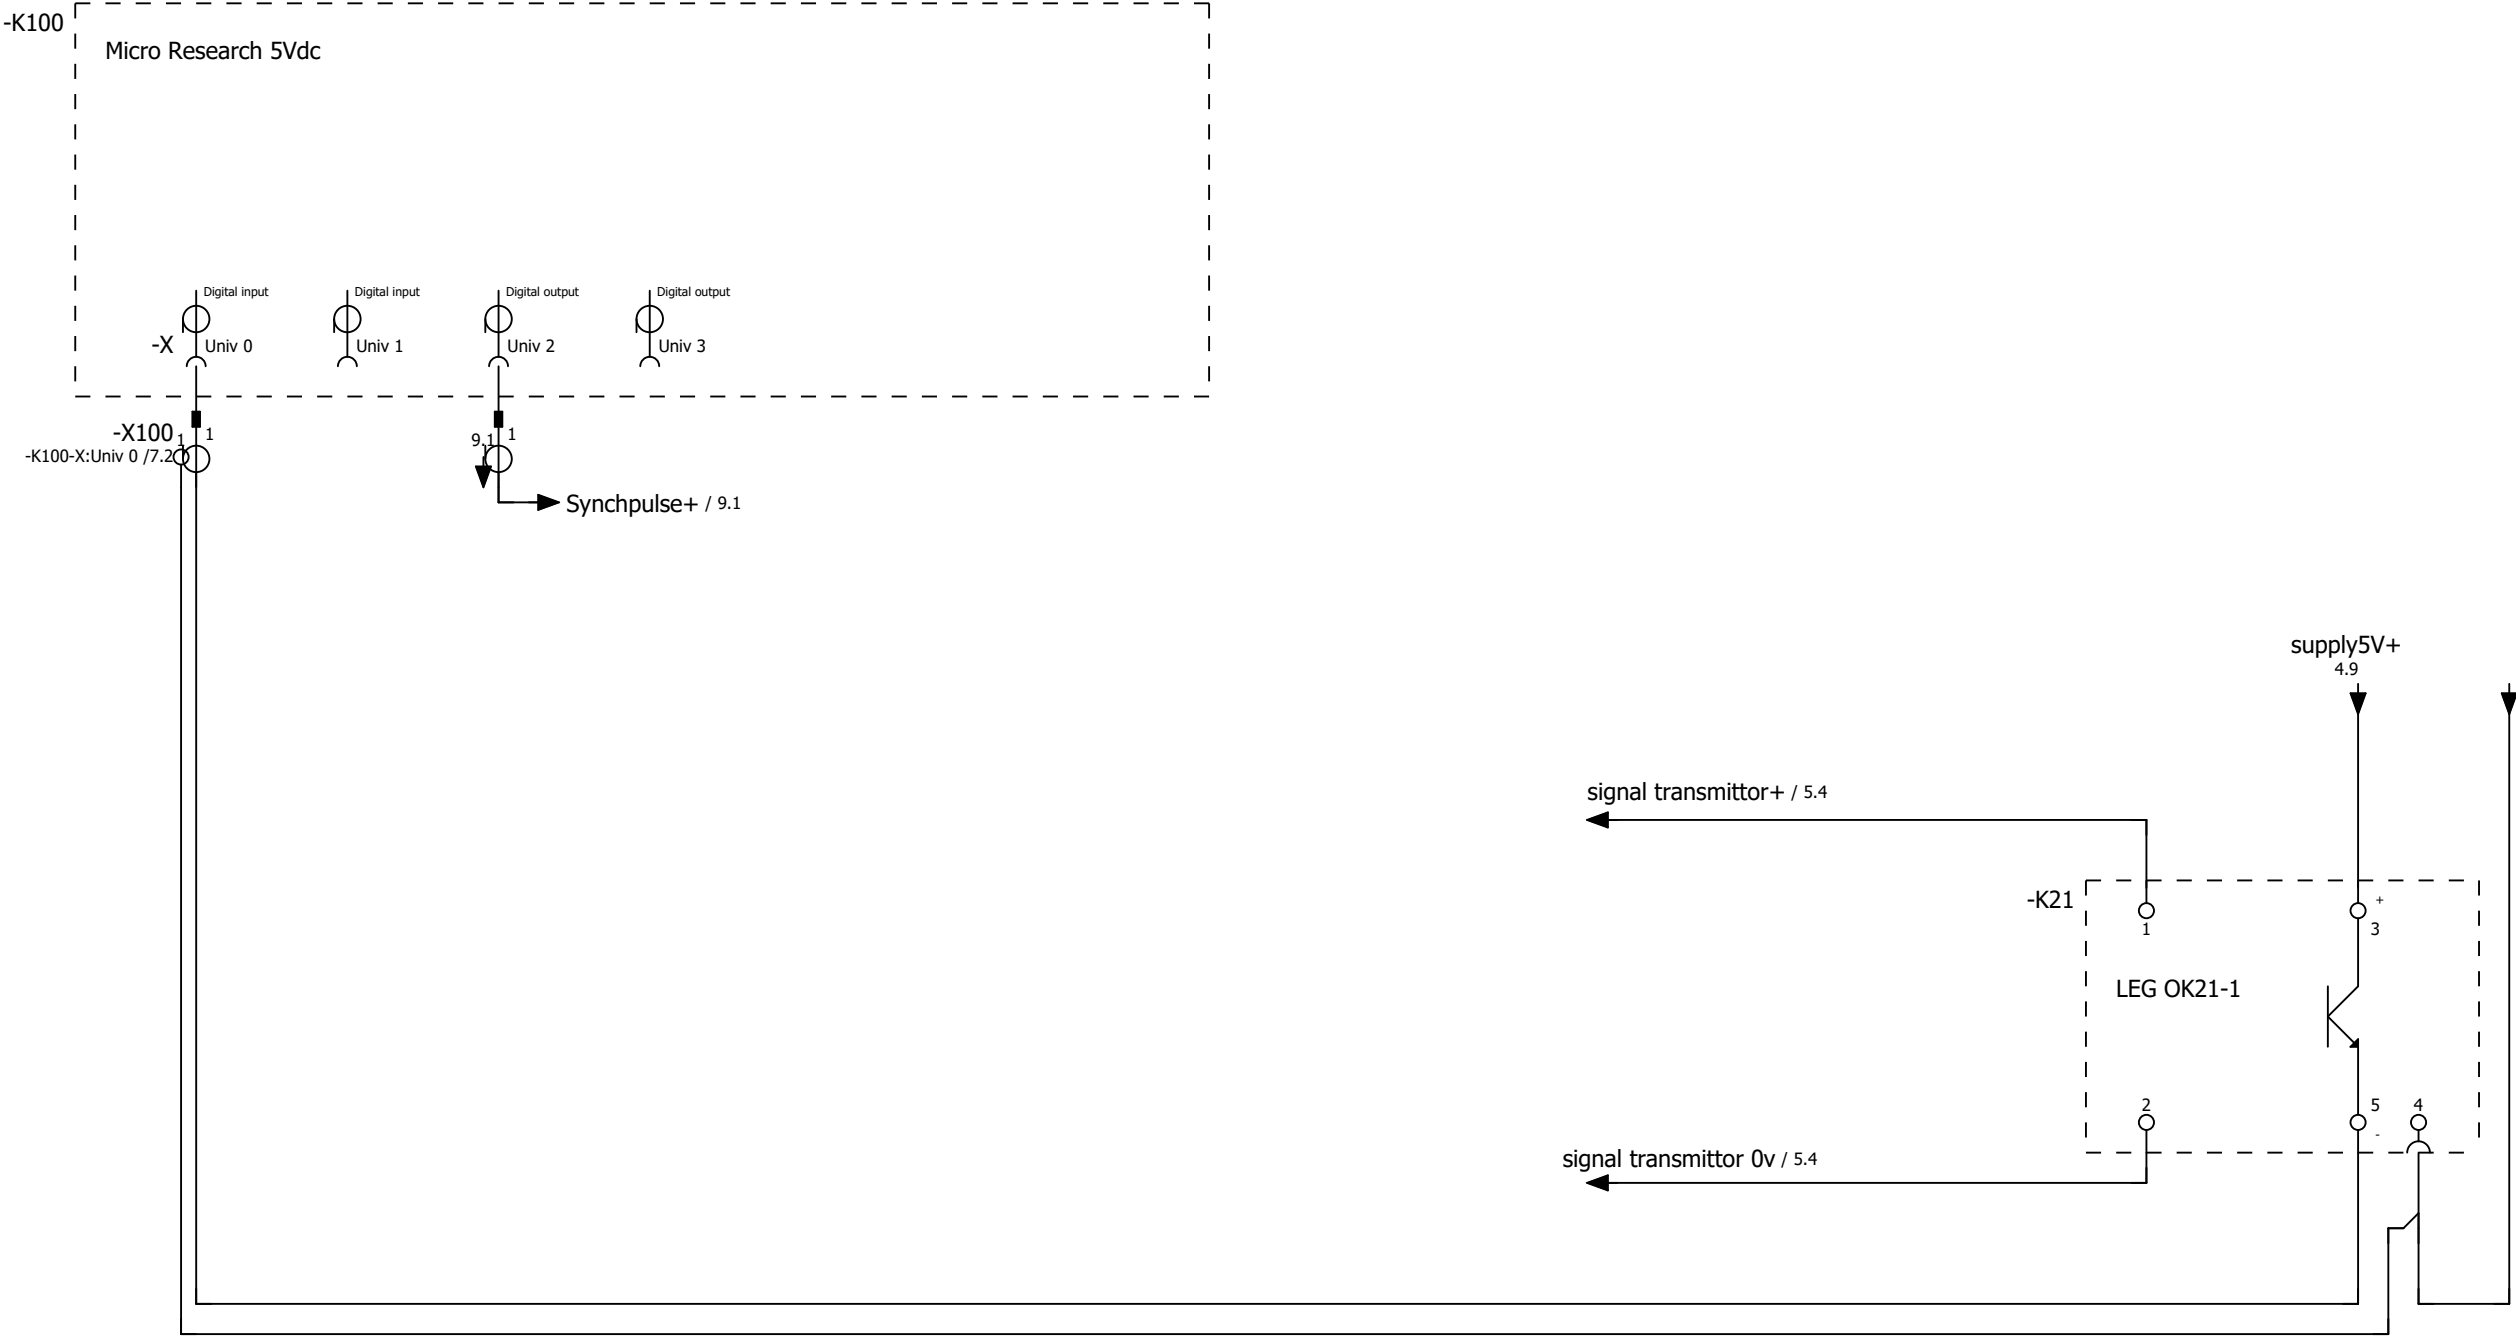 -K100
Micro Research 5Vdc
Digital input
Digital input
Digital output
Digital output
-X
Univ 0
Univ 1
Univ 2
Univ 3
-X100
1
1
9.1
1
-K100-X:Univ 0 /7.2
Synchpulse+ / 9.1
supply5V+
4.9
signal transmittor+ / 5.4
-K21
+
1
3
LEG OK21-1
2
5
4
-
signal transmittor 0v / 5.4